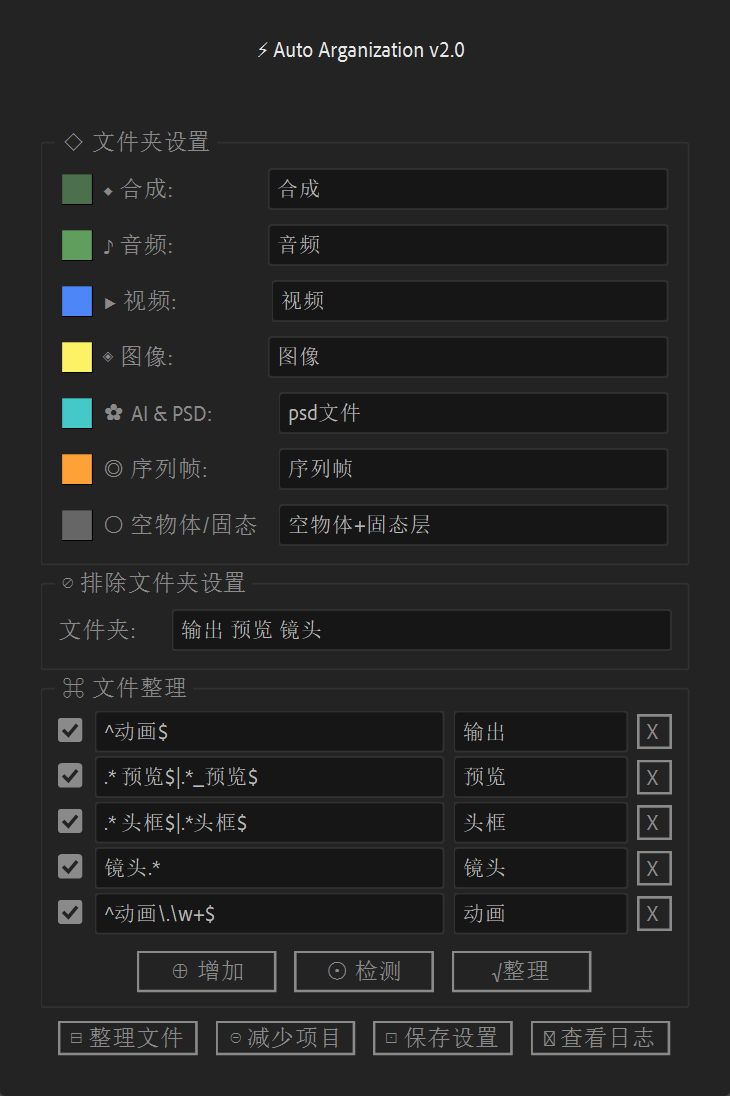 ⚡ Auto Arganization v2.0
◇ 文件夹设置
⬥ 合成: 合成
♪ 音频: 音频
▸ 视频: 视频
◈ 图像: 图像
✿ AI & PSD: psd文件
◎ 序列帧: 序列帧
○ 空物体/固态 空物体+固态层
⊘ 排除文件夹设置
文件夹: 输出 预览 镜头
⌘ 文件整理
^动画$ 输出 X
.* 预览$|.*_预览$ 预览 X
.* 头框$|.*头框$ 头框 X
镜头.* 镜头 X
^动画\.\w+$ 动画 X
⊕ 增加 ⊙ 检测 √整理
⊟ 整理文件 ⊖ 减少项目 ⊡ 保存设置 查看日志